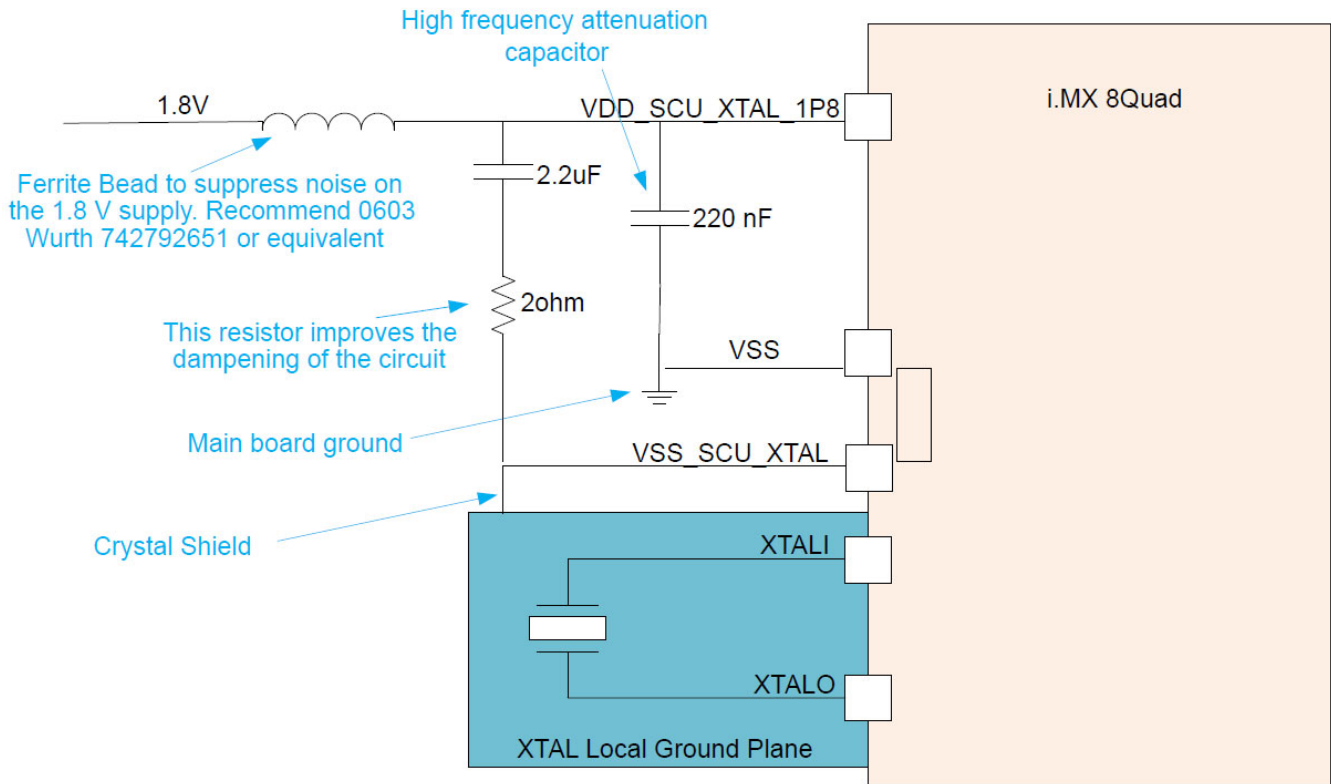 High frequency attenuation
capacitor
i.MX 8Quad
1.8V
VDD_SCU_XTAL_1P8
Ferrite Bead to suppress noise on
the 1.8 V supply. Recommend 0603
Wurth 742792651 or equivalent
2.2uF
220 nF
2ohm
This resistor improves the
dampening of the circuit
VSS
Main board ground
VSS_SCU_XTAL
Crystal Shield
XTALI
XTALO
XTAL Local Ground Plane